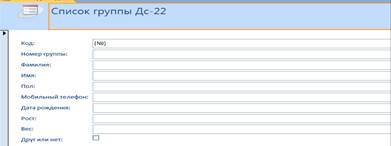 Список группы Дс-22
Код: (№)
Номер группы:
Фамилия:
Имя:
Пол:
Мобильный телефон:
Дата рождения:
Рост:
Вес:
Друг или нет: